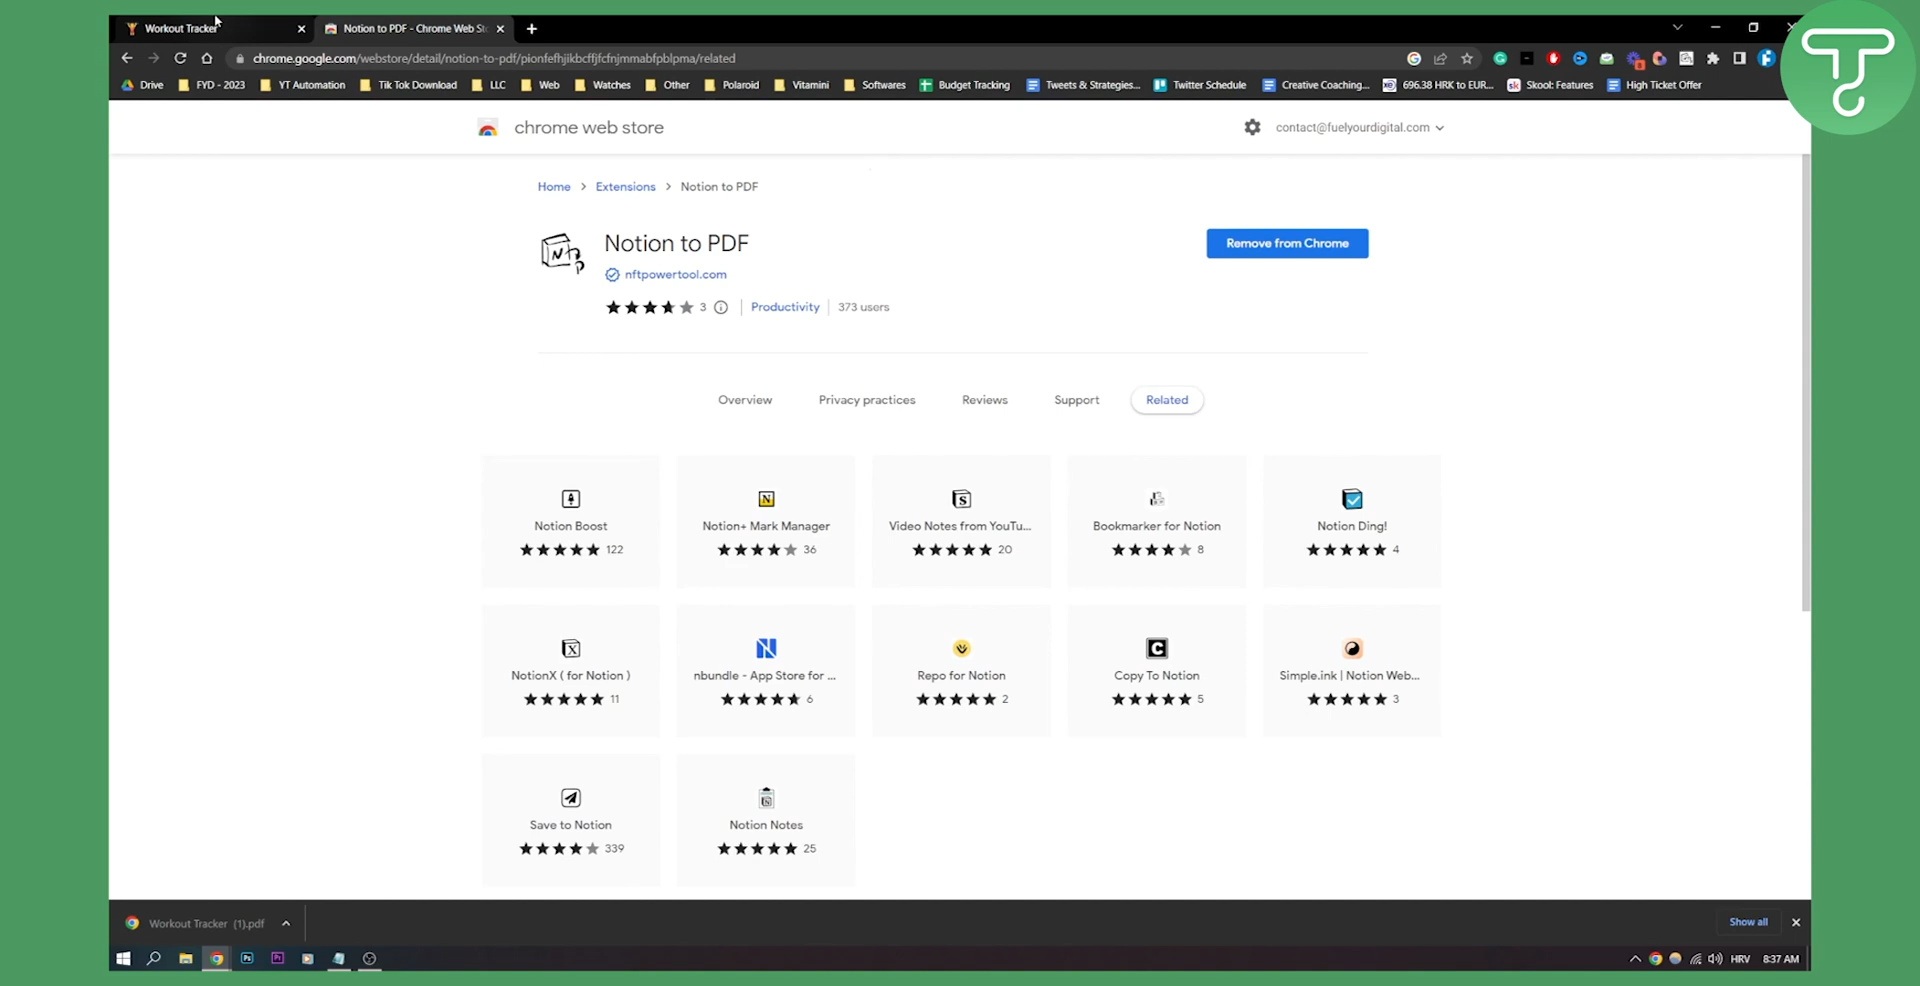 Workout Tracker
Notion to PDF - Chrome Web St
chrome.google.com/webstore/detail/notion-to-pdf/pionfefhjikbcffjfcfnjmmabfpblpma/related
Drive FYD - 2023 YT Automation Tik Tok Download LLC Web Watches Other Polaroid Vitamini Softwares Budget Tracking Tweets & Strategies... Twitter Schedule Creative Coaching... 696.38 HRK to EUR... Skool: Features High Ticket Offer
chrome web store
contact@fuelyourdigital.com
Home > Extensions > Notion to PDF
Notion to PDF
Remove from Chrome
nftpowertool.com
3 Productivity 373 users
Overview Privacy practices Reviews Support Related
Notion Boost
122
Notion+ Mark Manager
36
Video Notes from YouTu...
20
Bookmarker for Notion
8
Notion Ding!
4
NotionX ( for Notion )
11
nbundle - App Store for ...
6
Repo for Notion
2
Copy To Notion
5
Simple.ink | Notion Web...
3
Save to Notion
339
Notion Notes
25
Workout Tracker (1).pdf
Show all
HRV 8:37 AM